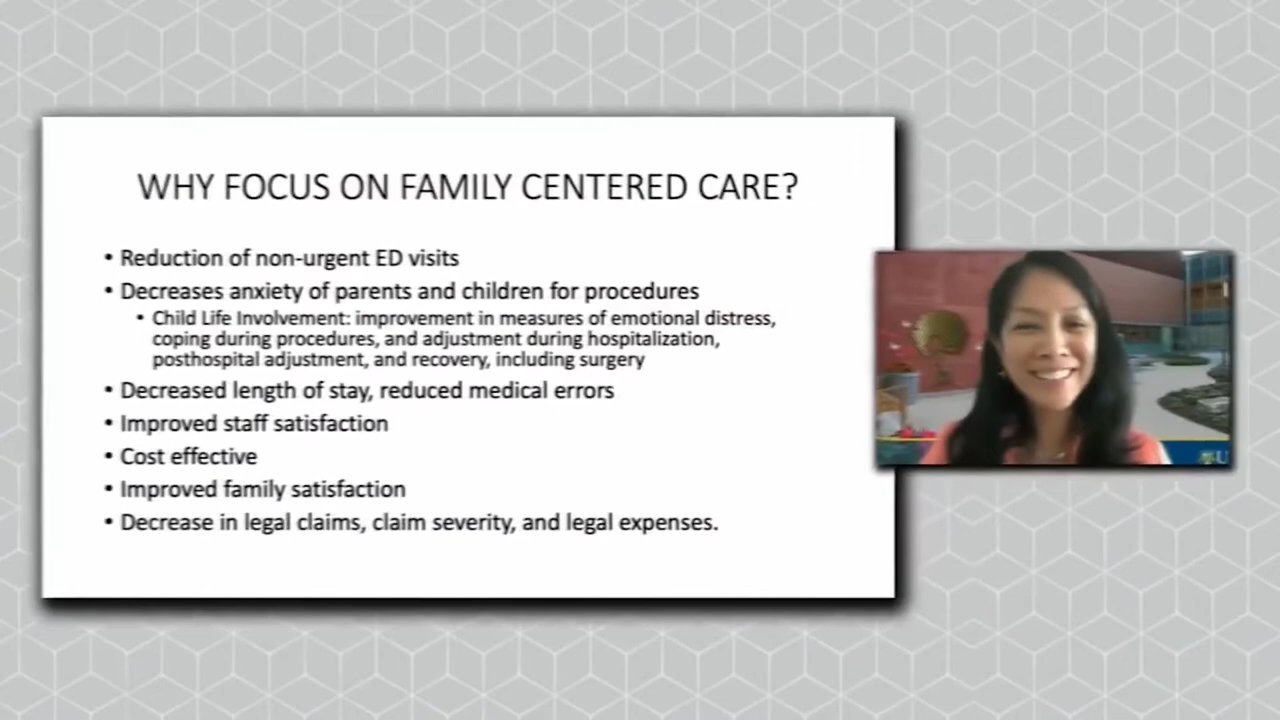 WHY FOCUS ON FAMILY CENTERED CARE?
• Reduction of non-urgent ED visits
• Decreases anxiety of parents and children for procedures
• Child Life Involvement: improvement in measures of emotional distress,
coping during procedures, and adjustment during hospitalization,
posthospital adjustment, and recovery, including surgery
• Decreased length of stay, reduced medical errors
• Improved staff satisfaction
• Cost effective
• Improved family satisfaction
• Decrease in legal claims, claim severity, and legal expenses.